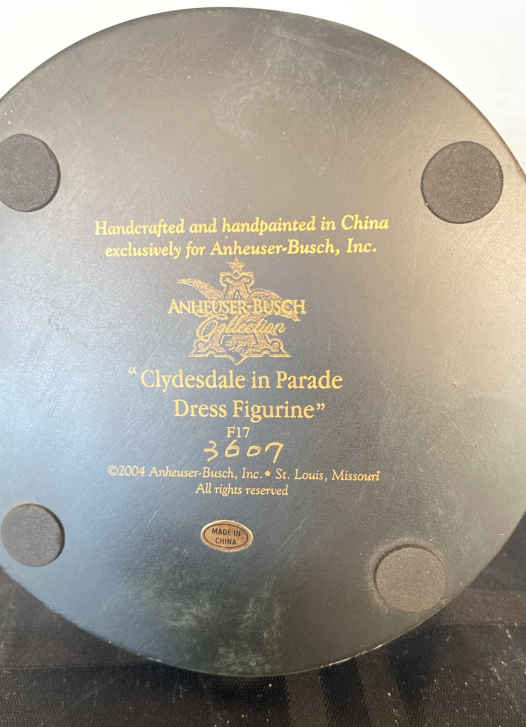 Handcrafted and handpainted in China
exclusively for Anheuser-Busch, Inc.
ANHEUSER-BUSCH
Collection
"Clydesdale in Parade
Dress Figurine"
F17
3607
©2004 Anheuser-Busch, Inc. • St. Louis, Missouri
All rights reserved
MADE IN
CHINA